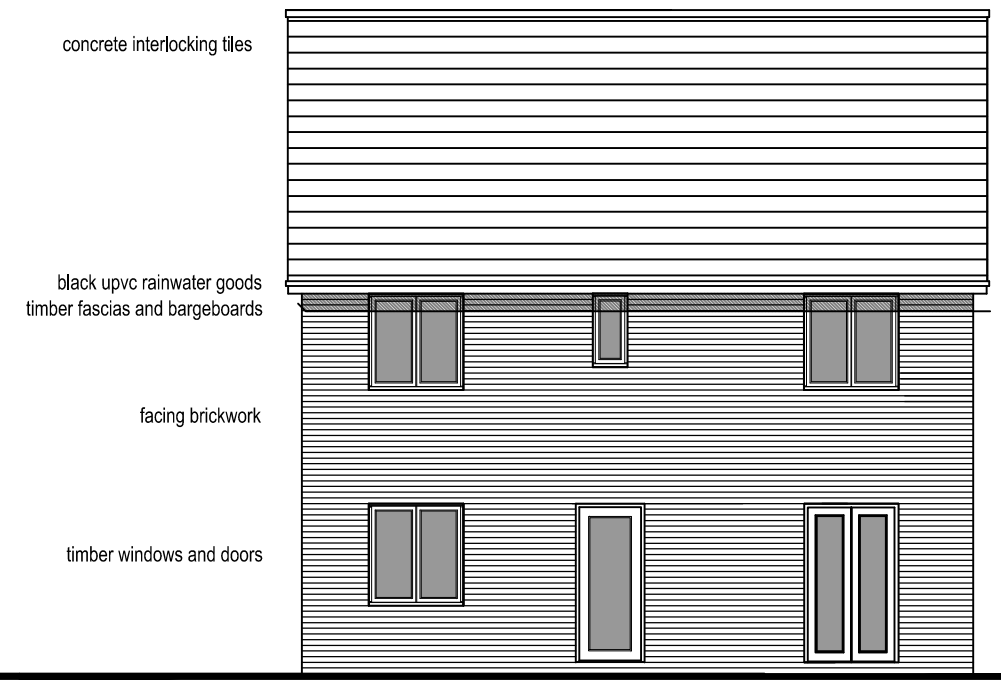 concrete interlocking tiles
black upvc rainwater goods
timber fascias and bargeboards
facing brickwork
timber windows and doors